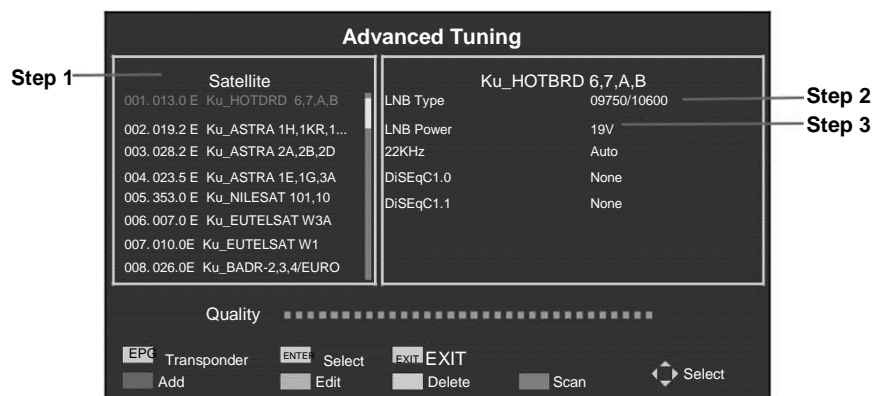 Advanced Tuning
Step 1
Satellite
001. 013.0 E Ku_HOTDRD 6,7,A,B
002. 019.2 E Ku_ASTRA 1H,1KR,1...
003. 028.2 E Ku_ASTRA 2A,2B,2D
004. 023.5 E Ku_ASTRA 1E,1G,3A
005. 353.0 E Ku_NILESAT 101,10
006. 007.0 E Ku_EUTELSAT W3A
007. 010.0E Ku_EUTELSAT W1
008. 026.0E Ku_BADR-2,3,4/EURO
Ku_HOTBRD 6,7,A,B
LNB Type 09750/10600
Step 2
LNB Power 19V
Step 3
22KHz Auto
DiSEqC1.0 None
DiSEqC1.1 None
Quality
EPG Transponder ENTER Select EXIT EXIT
Add Edit Delete Scan Select